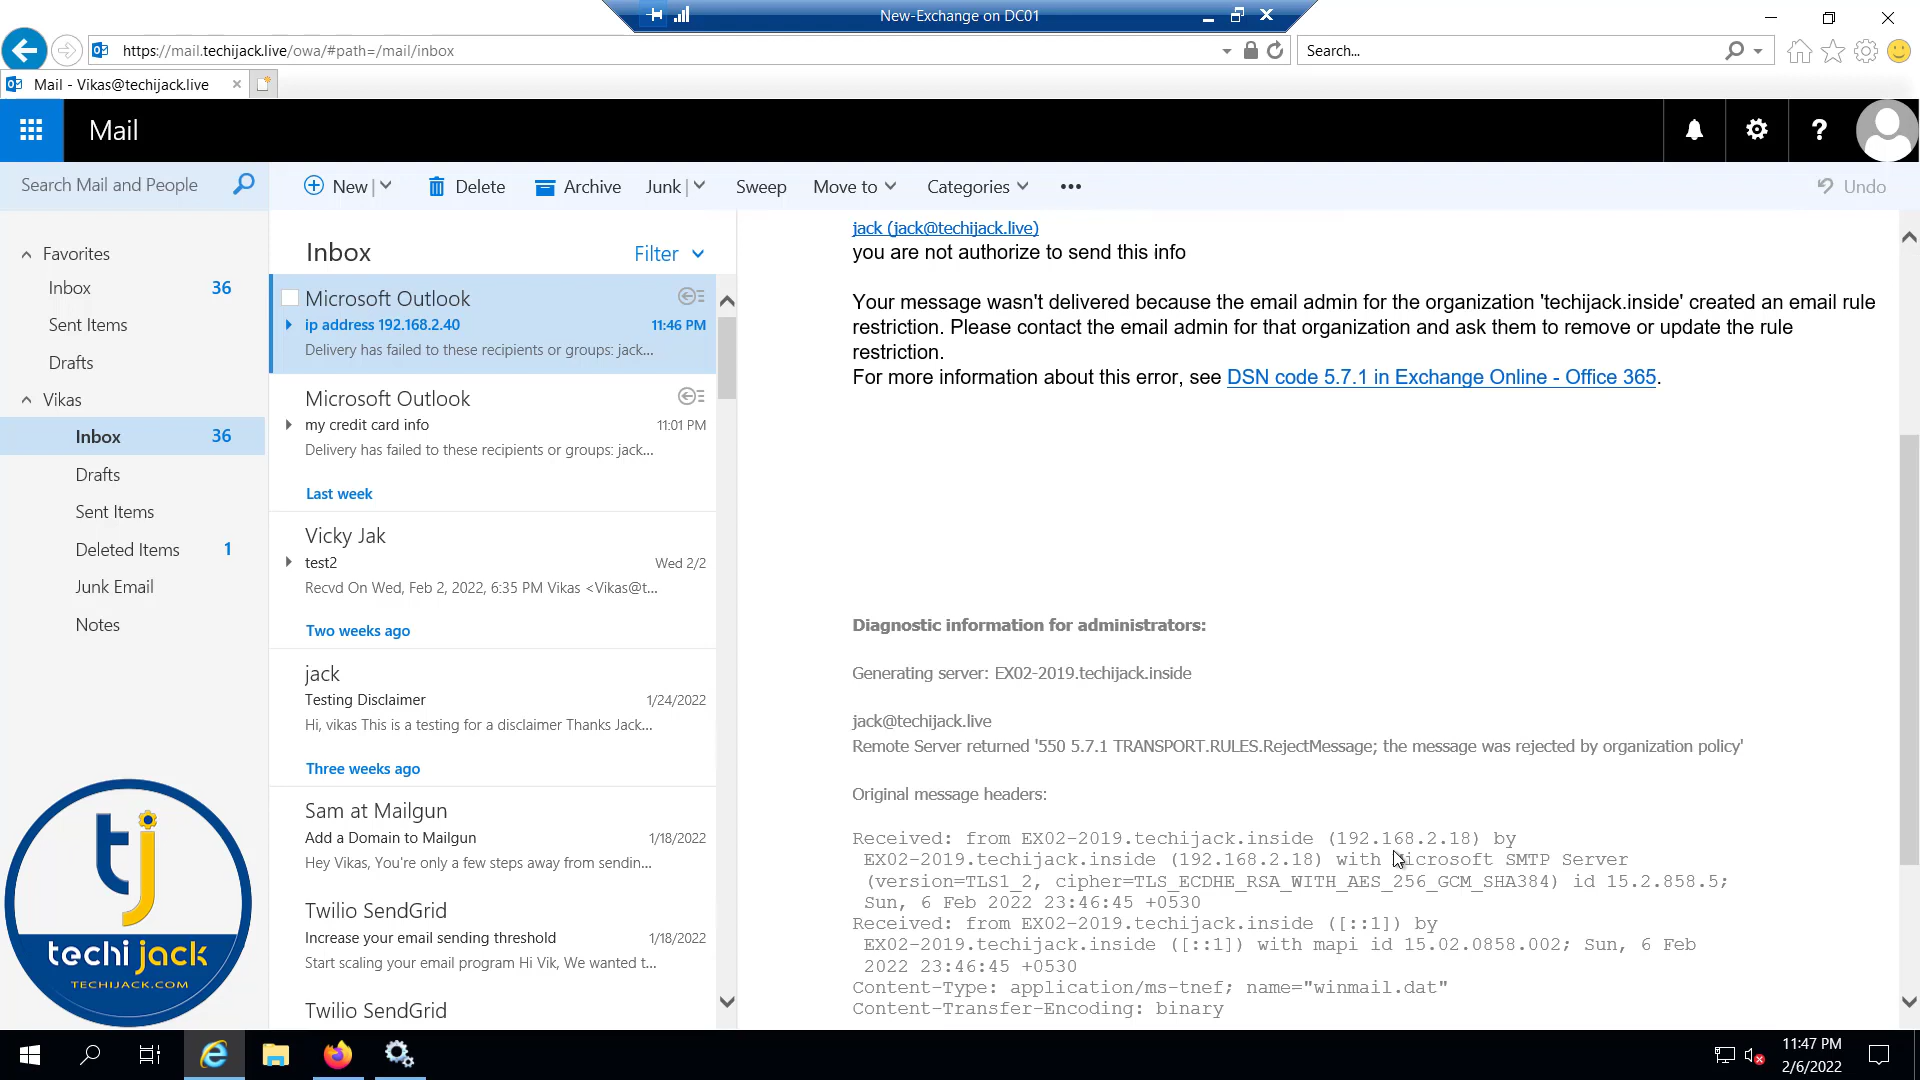 New-Exchange on DC01
https://mail.techijack.live/owa/#path=/mail/inbox
Search...
Mail - Vikas@techijack.live
Mail
?
Search Mail and People
New
Delete
Archive
Junk
Sweep
Move to
Categories
•••
Undo
Favorites
Inbox 36
Sent Items
Drafts
Vikas
Inbox 36
Drafts
Sent Items
Deleted Items 1
Junk Email
Notes
tj
techi jack
TECHIJACK.COM
Inbox
Filter
Microsoft Outlook
ip address 192.168.2.40 11:46 PM
Delivery has failed to these recipients or groups: jack...
Microsoft Outlook
my credit card info 11:01 PM
Delivery has failed to these recipients or groups: jack...
Last week
Vicky Jak
test2 Wed 2/2
Recvd On Wed, Feb 2, 2022, 6:35 PM Vikas <Vikas@t...
Two weeks ago
jack
Testing Disclaimer 1/24/2022
Hi, vikas This is a testing for a disclaimer Thanks Jack...
Three weeks ago
Sam at Mailgun
Add a Domain to Mailgun 1/18/2022
Hey Vikas, You're only a few steps away from sendin...
Twilio SendGrid
Increase your email sending threshold 1/18/2022
Start scaling your email program Hi Vik, We wanted t...
Twilio SendGrid
jack (jack@techijack.live)
you are not authorize to send this info
Your message wasn't delivered because the email admin for the organization 'techijack.inside' created an email rule
restriction. Please contact the email admin for that organization and ask them to remove or update the rule
restriction.
For more information about this error, see DSN code 5.7.1 in Exchange Online - Office 365.
Diagnostic information for administrators:
Generating server: EX02-2019.techijack.inside
jack@techijack.live
Remote Server returned '550 5.7.1 TRANSPORT.RULES.RejectMessage; the message was rejected by organization policy'
Original message headers:
Received: from EX02-2019.techijack.inside (192.168.2.18) by
EX02-2019.techijack.inside (192.168.2.18) with Microsoft SMTP Server
(version=TLS1_2, cipher=TLS_ECDHE_RSA_WITH_AES_256_GCM_SHA384) id 15.2.858.5;
Sun, 6 Feb 2022 23:46:45 +0530
Received: from EX02-2019.techijack.inside ([::1]) by
EX02-2019.techijack.inside ([::1]) with mapi id 15.02.0858.002; Sun, 6 Feb
2022 23:46:45 +0530
Content-Type: application/ms-tnef; name="winmail.dat"
Content-Transfer-Encoding: binary
11:47 PM
2/6/2022